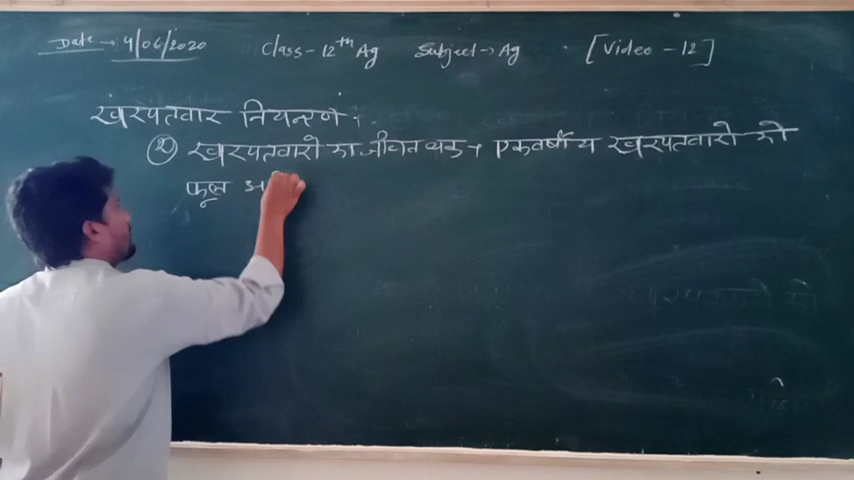 Date → 4/06/2020 Class - 12th Ag Subject → Ag [Video - 12]
खरपतवार नियन्त्रण :-
(2) खरपतवारो का जीवन चक्र → एकवर्षीय खरपतवारो को
फूल